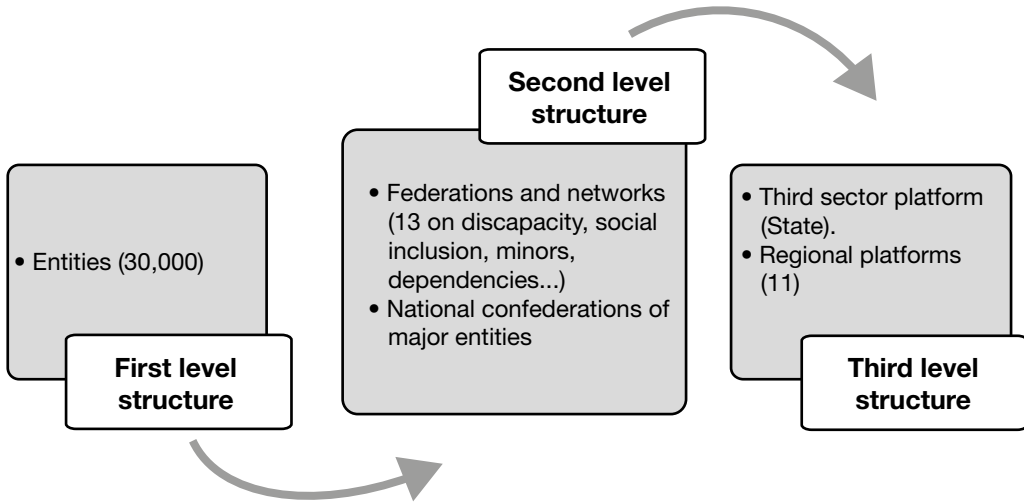 • Entities (30,000)
First level
structure
Second level
structure
• Federations and networks
(13 on discapacity, social
inclusion, minors,
dependencies...)
• National confederations of
major entities
• Third sector platform
(State).
• Regional platforms
(11)
Third level
structure